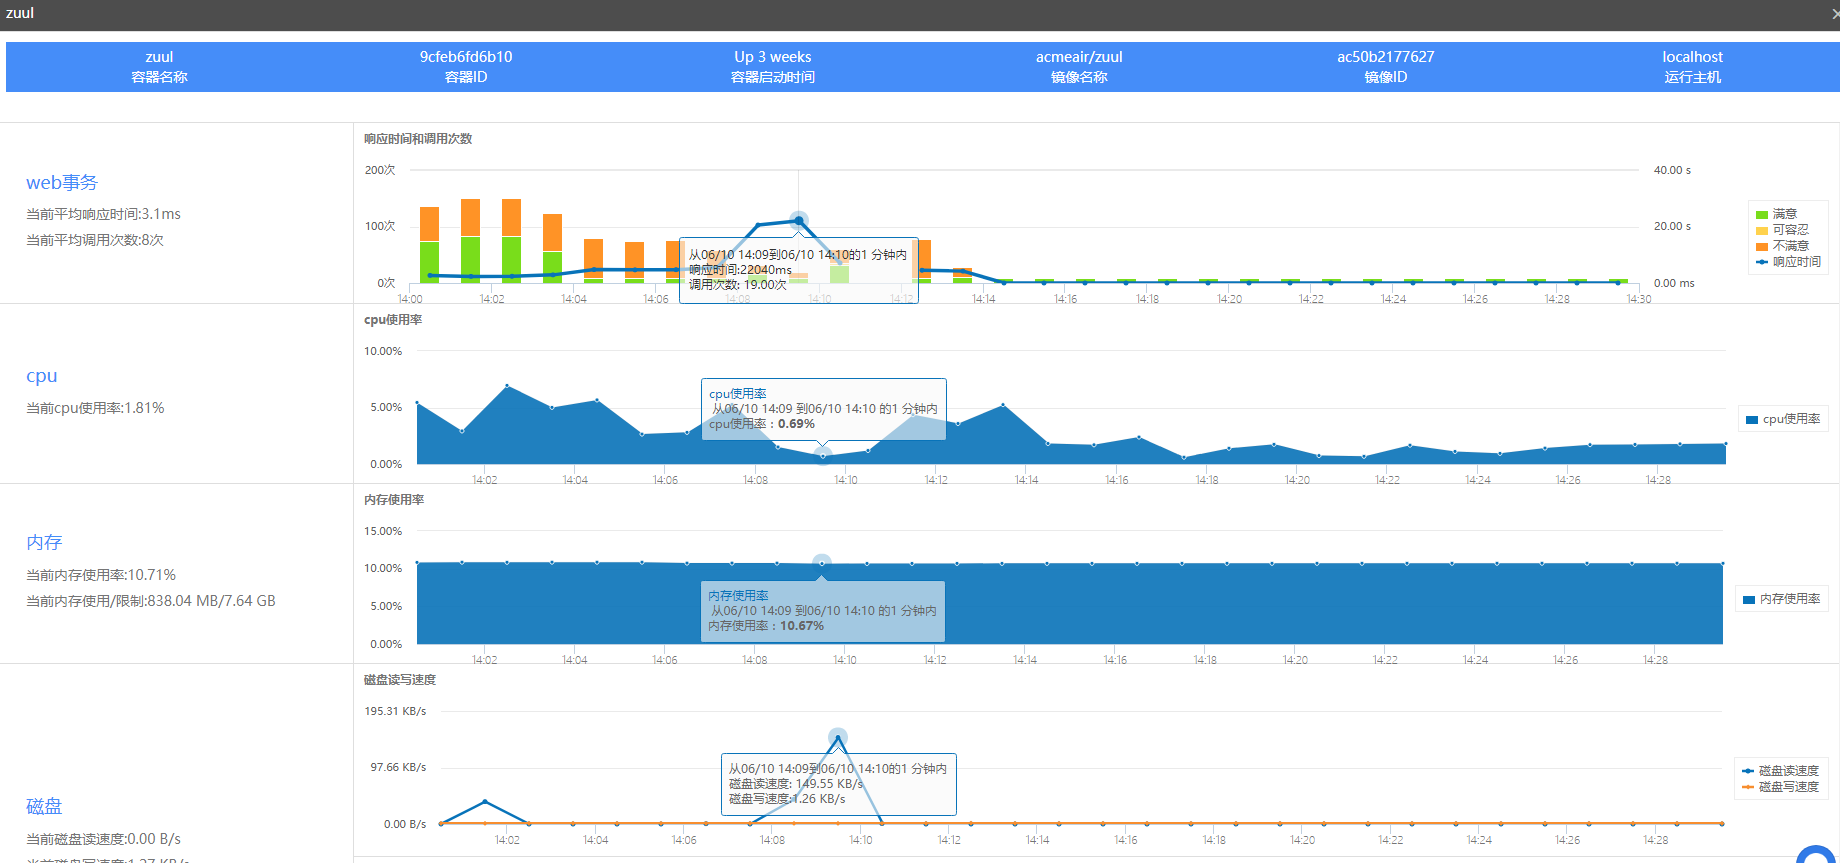 zuul
zuul 9cfeb6fd6b10 Up 3 weeks acmeair/zuul ac50b2177627 localhost
容器名称 容器ID 容器启动时间 镜像名称 镜像ID 运行主机
响应时间和调用次数
web事务
当前平均响应时间:3.1ms
当前平均调用次数:8次
200次 40.00 s
100次 20.00 s
0次 0.00 ms
满意
可容忍
不满意
响应时间
从06/10 14:09到06/10 14:10的1 分钟内
响应时间:22040ms
调用次数: 19.00次
14:00 14:02 14:04 14:06 14:08 14:10 14:12 14:14 14:16 14:18 14:20 14:22 14:24 14:26 14:28 14:30
cpu使用率
cpu
当前cpu使用率:1.81%
10.00%
5.00%
0.00%
cpu使用率
从06/10 14:09 到06/10 14:10 的1 分钟内
cpu使用率：0.69%
cpu使用率
14:02 14:04 14:06 14:08 14:10 14:12 14:14 14:16 14:18 14:20 14:22 14:24 14:26 14:28
内存使用率
内存
当前内存使用率:10.71%
当前内存使用/限制:838.04 MB/7.64 GB
15.00%
10.00%
5.00%
0.00%
内存使用率
从06/10 14:09 到06/10 14:10 的1 分钟内
内存使用率：10.67%
内存使用率
14:02 14:04 14:06 14:08 14:10 14:12 14:14 14:16 14:18 14:20 14:22 14:24 14:26 14:28
磁盘读写速度
磁盘
当前磁盘读速度:0.00 B/s
当前磁盘写速度:1.27 KB/s
195.31 KB/s
97.66 KB/s
0.00 B/s
从06/10 14:09到06/10 14:10的1 分钟内
磁盘读速度: 149.55 KB/s
磁盘写速度:1.26 KB/s
磁盘读速度
磁盘写速度
14:02 14:04 14:06 14:08 14:10 14:12 14:14 14:16 14:18 14:20 14:22 14:24 14:26 14:28